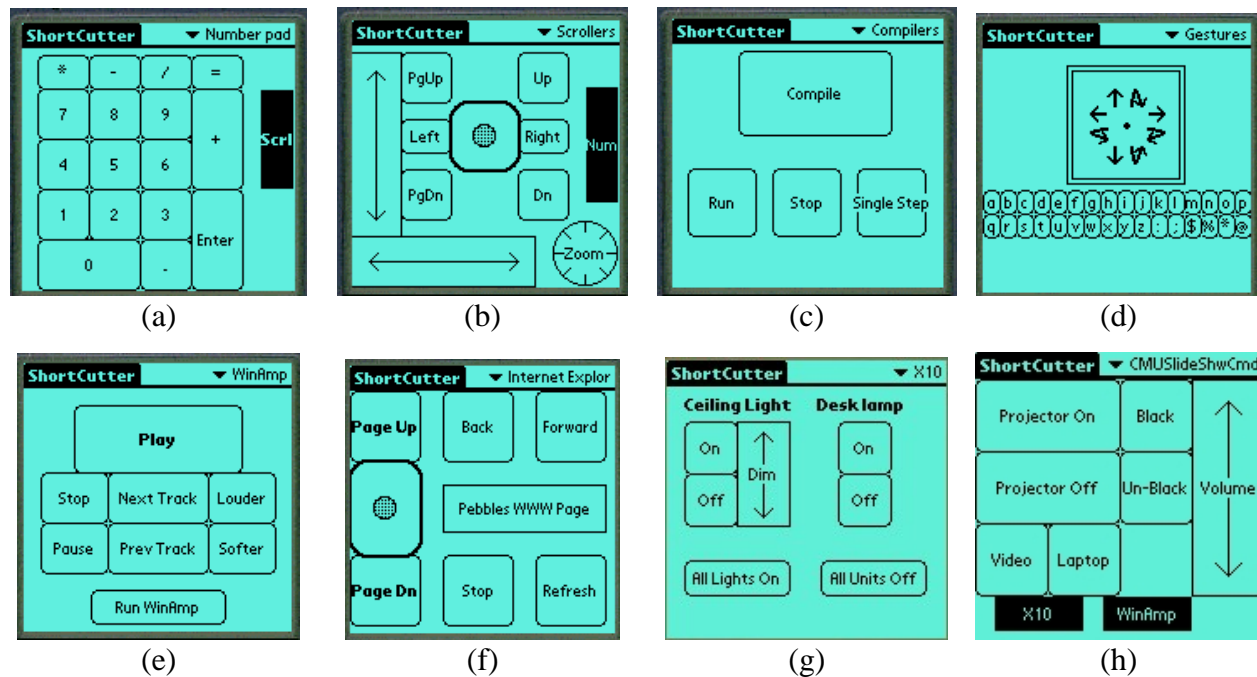 ShortCutter ▼ Number pad
* - / =
7 8 9 +
Scrl
4 5 6
1 2 3 Enter
0 .
(a)
ShortCutter ▼ Scrollers
PgUp Up
Left Right Num
PgDn Dn
Zoom
(b)
ShortCutter ▼ Compilers
Compile
Run Stop Single Step
(c)
ShortCutter ▼ Gestures
a b c d e f g h i j k l m n o p
q r s t u v w x y z : ; $ % * @
(d)
ShortCutter ▼ WinAmp
Play
Stop Next Track Louder
Pause Prev Track Softer
Run WinAmp
(e)
ShortCutter ▼ Internet Explor
Page Up Back Forward
Pebbles WWW Page
Page Dn Stop Refresh
(f)
ShortCutter ▼ X10
Ceiling Light Desk lamp
On On
Dim
Off Off
All Lights On All Units Off
(g)
ShortCutter ▼ CMUSlideShwCmd
Projector On Black
Projector Off Un-Black Volume
Video Laptop
X10 WinAmp
(h)